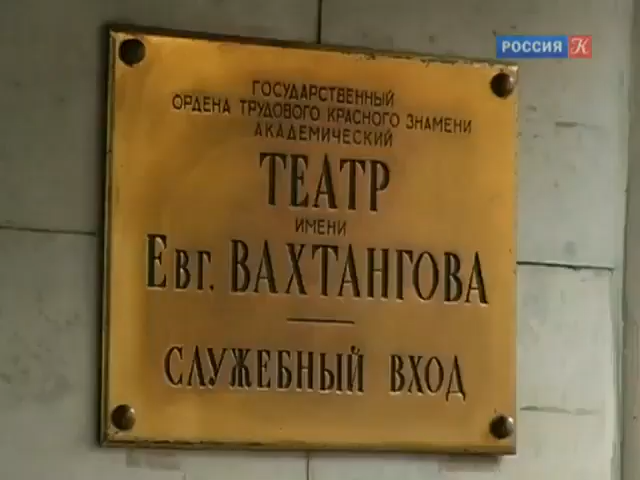 РОССИЯ К
ГОСУДАРСТВЕННЫЙ
ОРДЕНА ТРУДОВОГО КРАСНОГО ЗНАМЕНИ
АКАДЕМИЧЕСКИЙ
ТЕАТР
ИМЕНИ
ЕВГ. ВАХТАНГОВА
СЛУЖЕБНЫЙ ВХОД